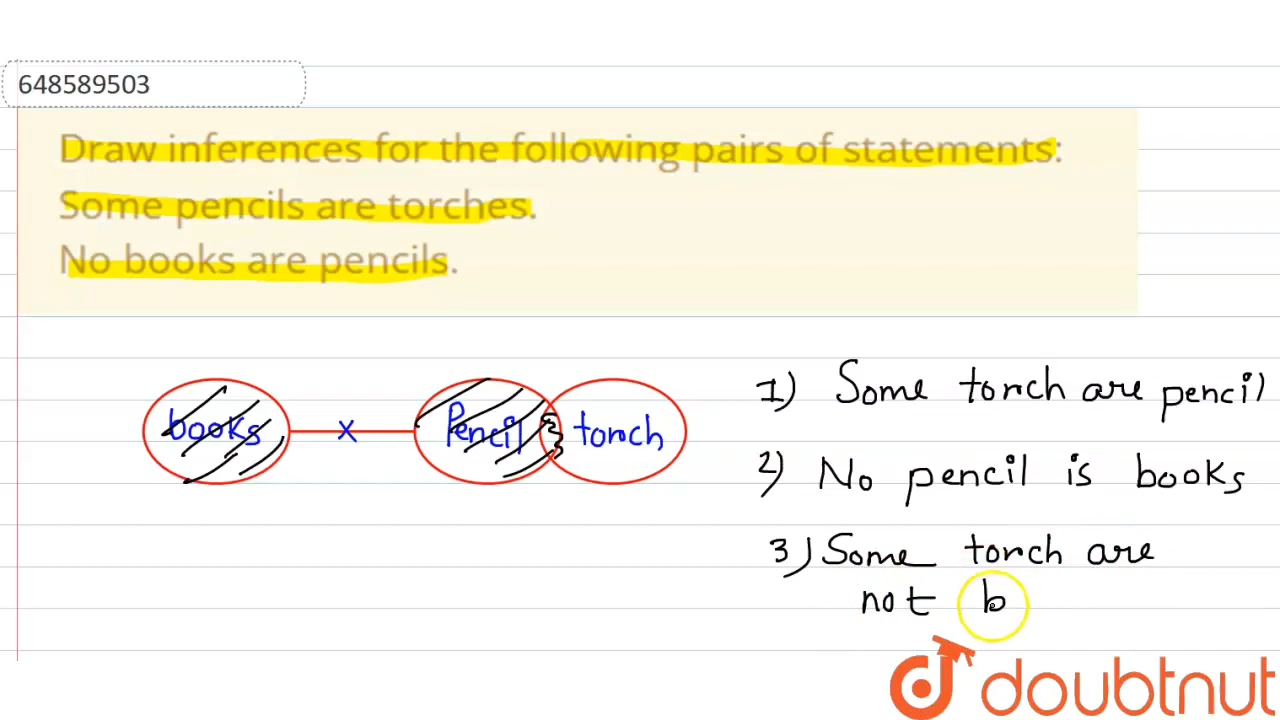 648589503
Draw inferences for the following pairs of statements:
Some pencils are torches.
No books are pencils.
books x Pencil torch
1) Some torch are pencil
2) No pencil is books
3) Some torch are
not b
doubtnut